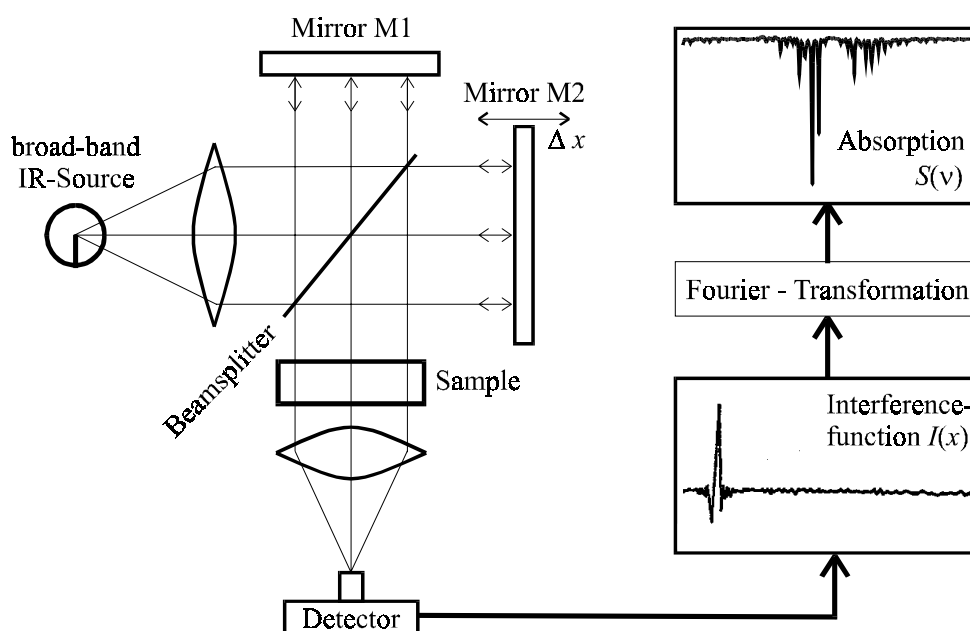 Mirror M1
Mirror M2
Δ x
broad-band
IR-Source
Beamsplitter
Sample
Detector
Absorption
S(ν)
Fourier - Transformation
Interference-
function I(x)